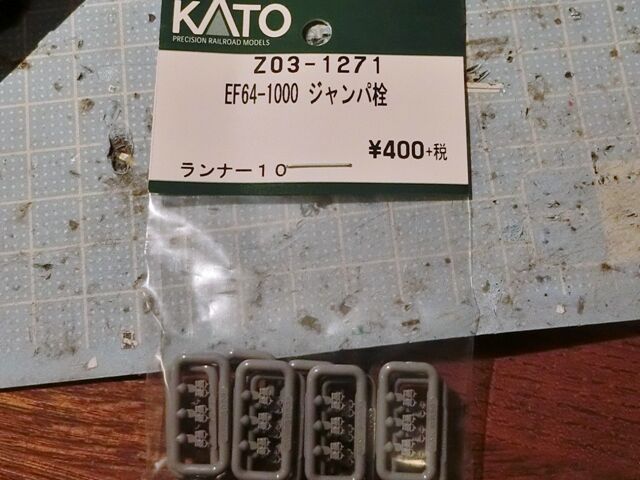 KATO
PRECISION RAILROAD MODELS
Z03-1271
EF64-1000 ジャンパ栓
¥400+税
ランナー10